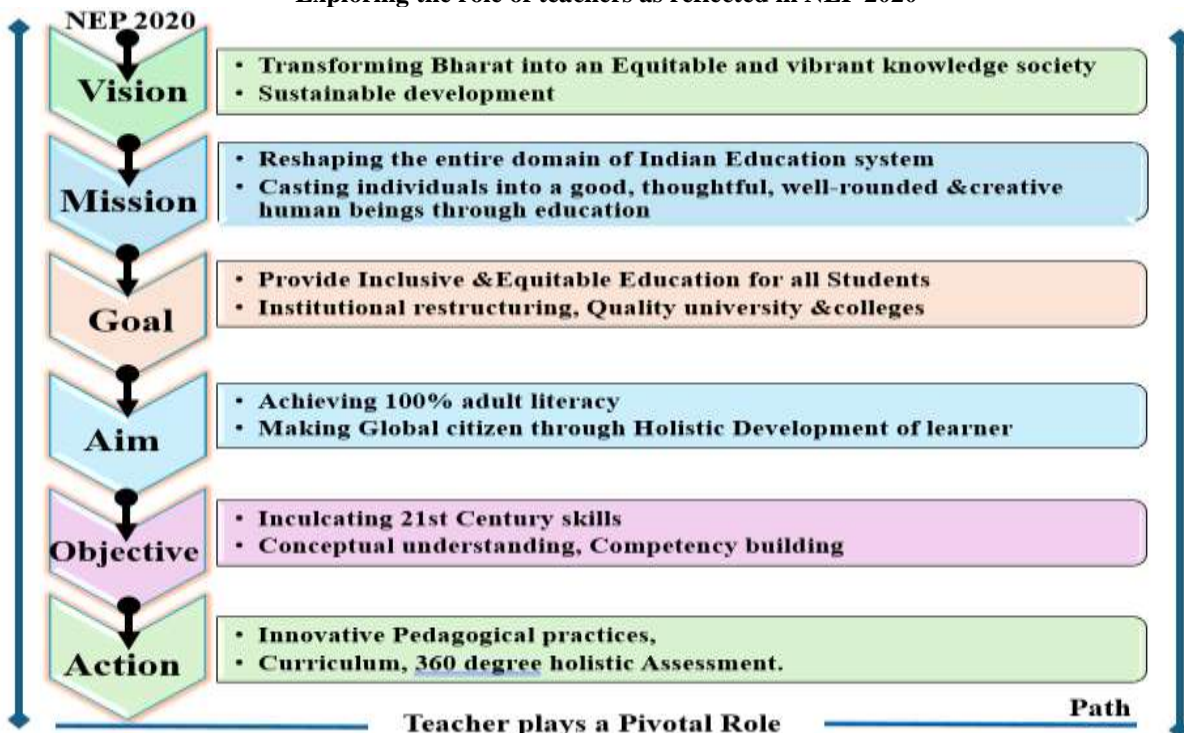 Exploring the role of teachers as reflected in NEP 2020
NEP 2020
Vision
• Transforming Bharat into an Equitable and vibrant knowledge society
• Sustainable development
Mission
• Reshaping the entire domain of Indian Education system
• Casting individuals into a good, thoughtful, well-rounded &creative
human beings through education
Goal
• Provide Inclusive &Equitable Education for all Students
• Institutional restructuring, Quality university &colleges
Aim
• Achieving 100% adult literacy
• Making Global citizen through Holistic Development of learner
Objective
• Inculcating 21st Century skills
• Conceptual understanding, Competency building
Action
• Innovative Pedagogical practices,
• Curriculum, 360 degree holistic Assessment.
Path
Teacher plays a Pivotal Role